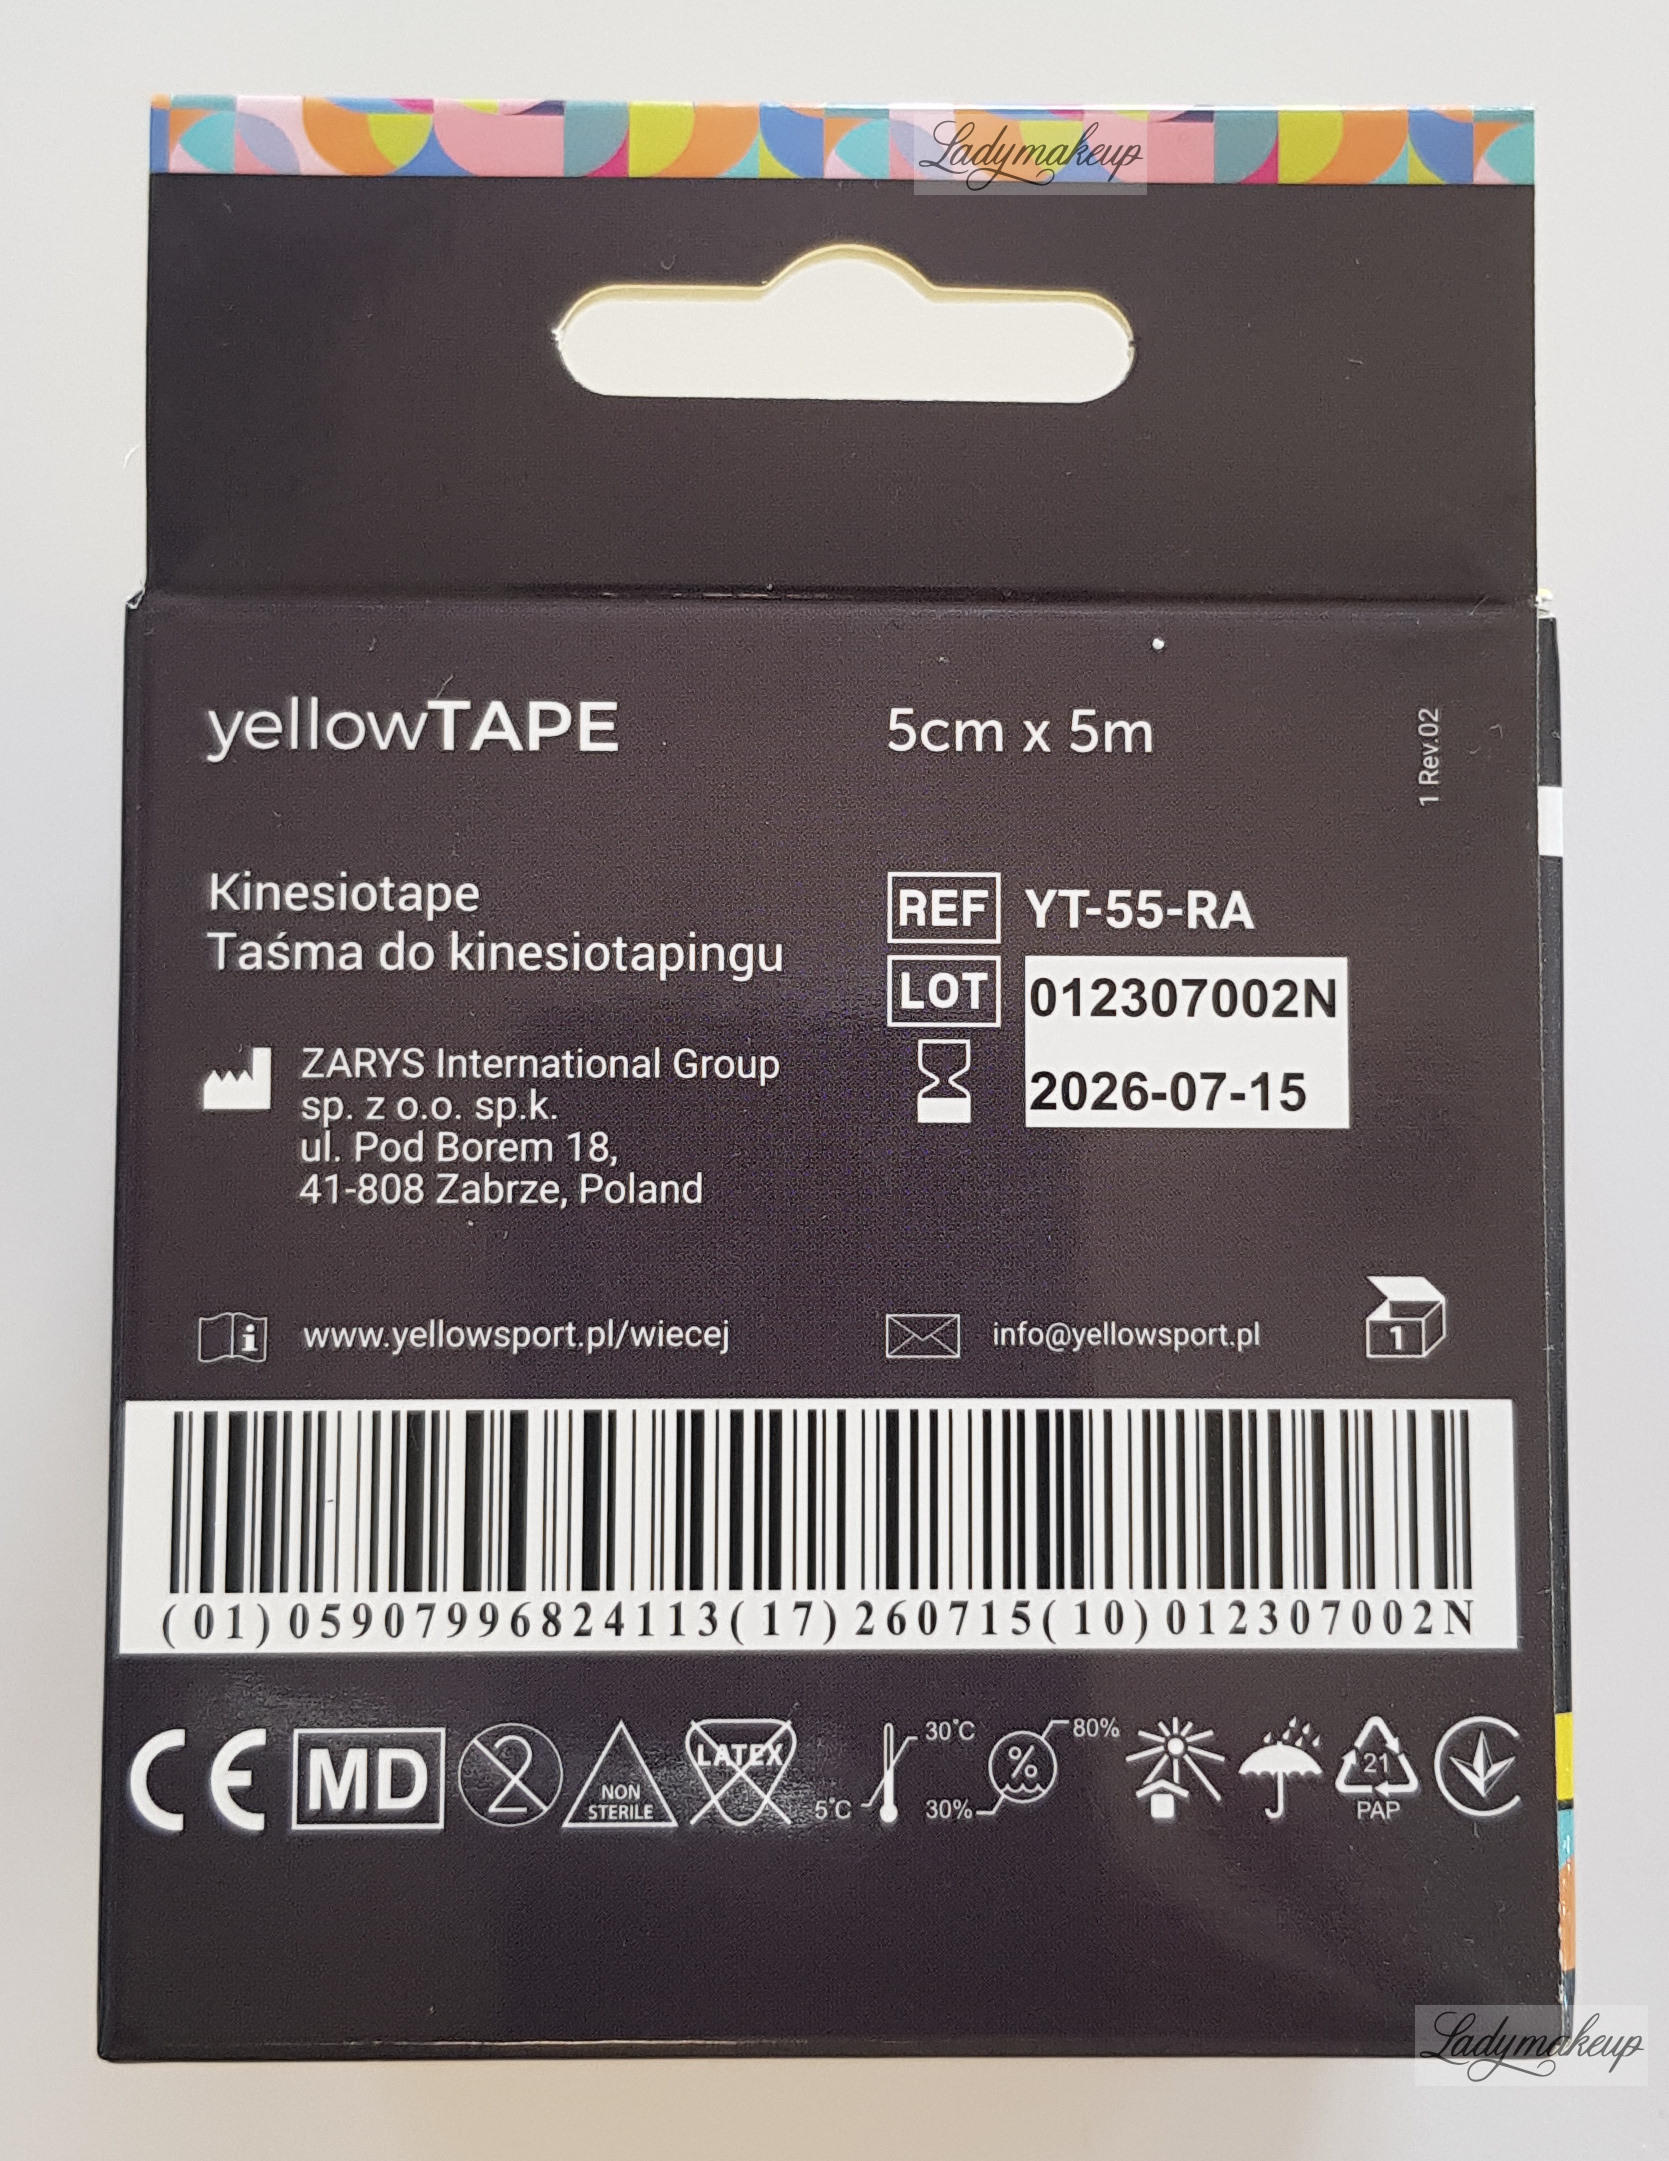 Ladymakeup
yellowTAPE
5cm x 5m
1 Rev.02
Kinesiotape
Taśma do kinesiotapingu
REF YT-55-RA
LOT 012307002N
2026-07-15
ZARYS International Group
sp. z o.o. sp.k.
ul. Pod Borem 18,
41-808 Zabrze, Poland
www.yellowsport.pl/wiecej
info@yellowsport.pl
1
(01)05907996824113(17)260715(10)012307002N
CE MD 2 NON STERILE LATEX 5°C 30°C % 30% 80% 21 PAP
Ladymakeup